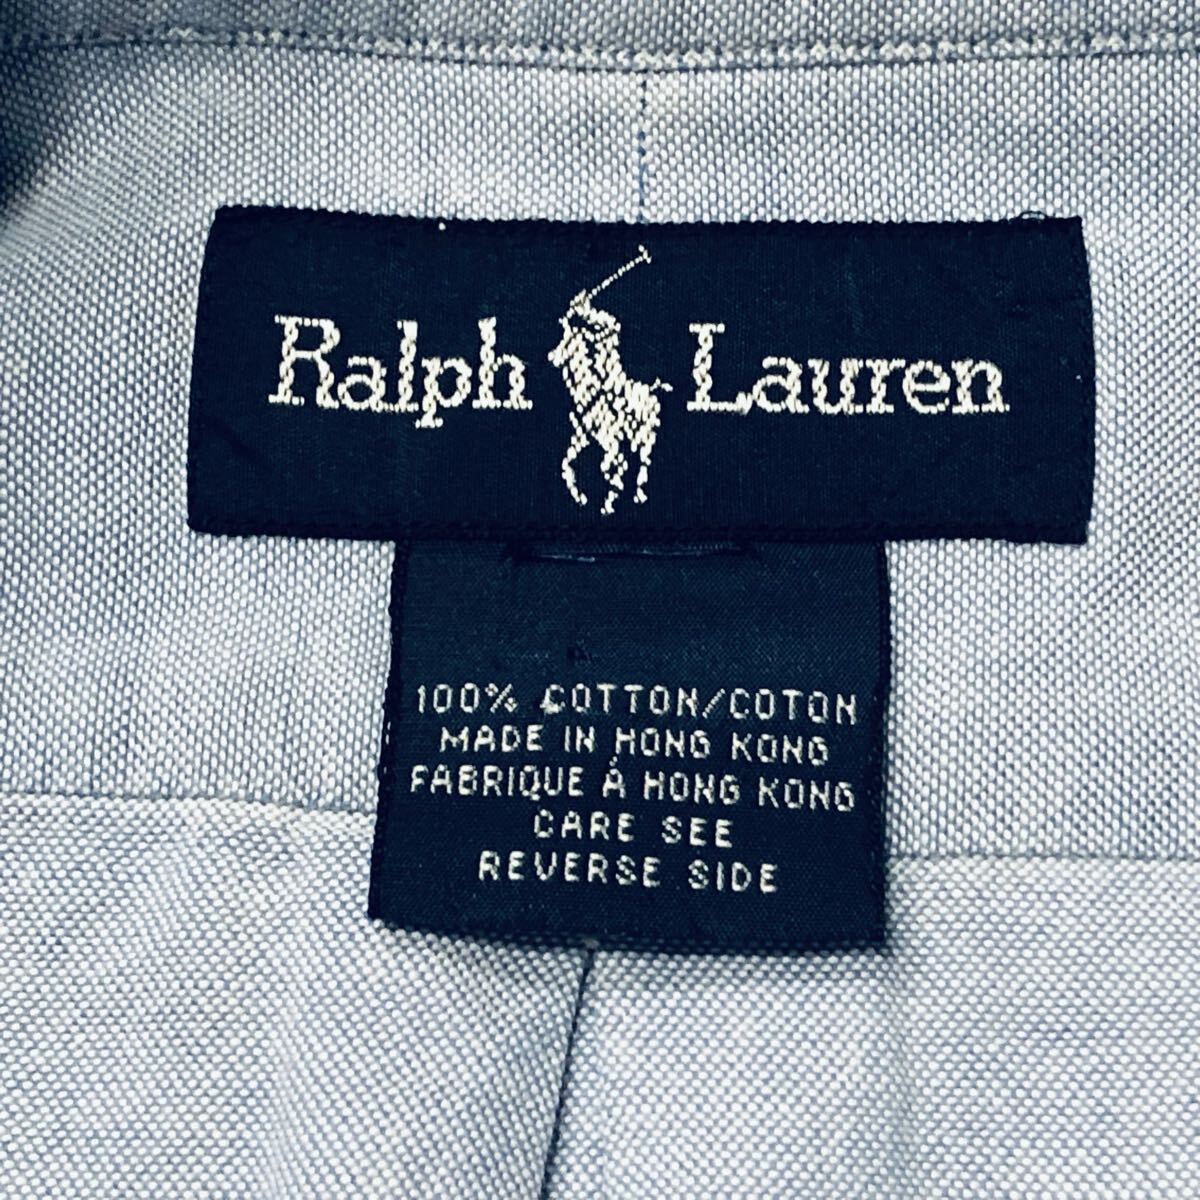 Ralph Lauren
100% COTTON/COTON
MADE IN HONG KONG
FABRIQUE À HONG KONG
CARE SEE
REVERSE SIDE